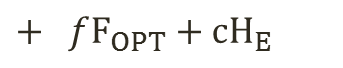 + 𝑓F_OPT + cH_E